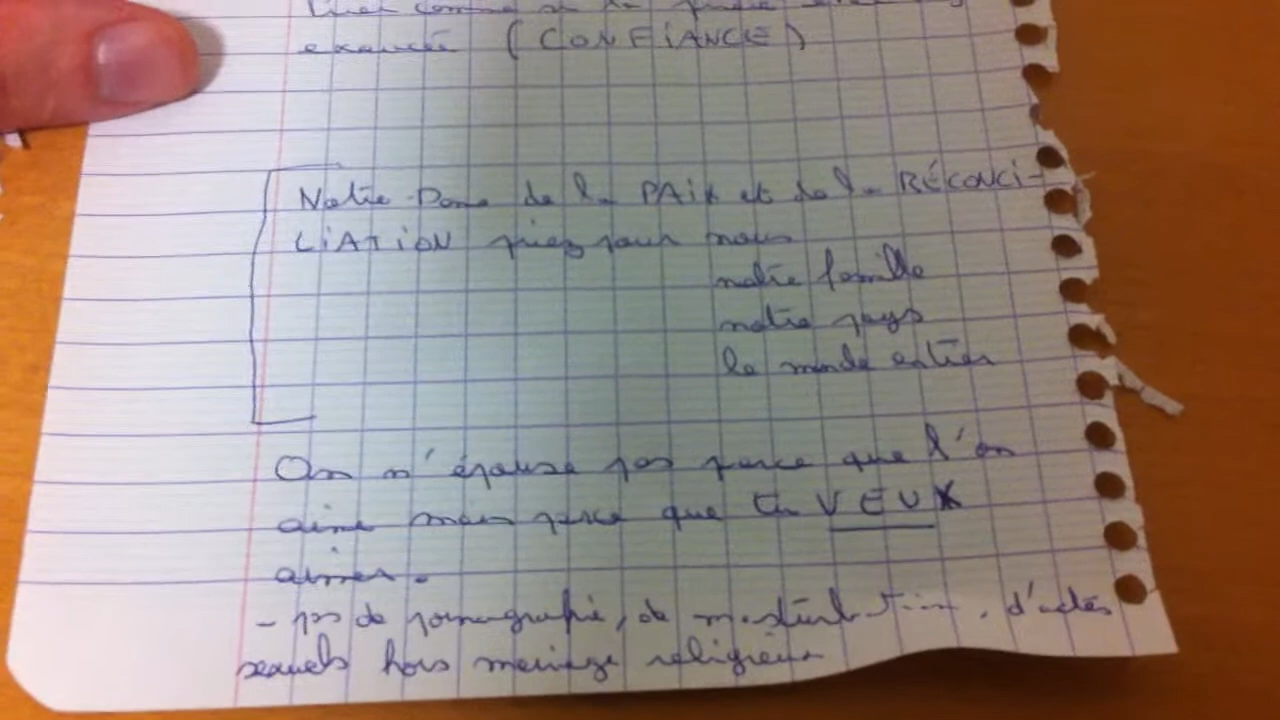 exaucée (CONFIANCE)
Notre Dame de la PAIX et de la RÉCONCI-
LIATION priez pour nous
notre famille
notre pays
le monde entier
On n'épouse pas parce que l'on
aime mais parce que tu VEUX
aimer.
- pas de pornographie, de masturbation, d'actes
sexuels hors mariage religieux